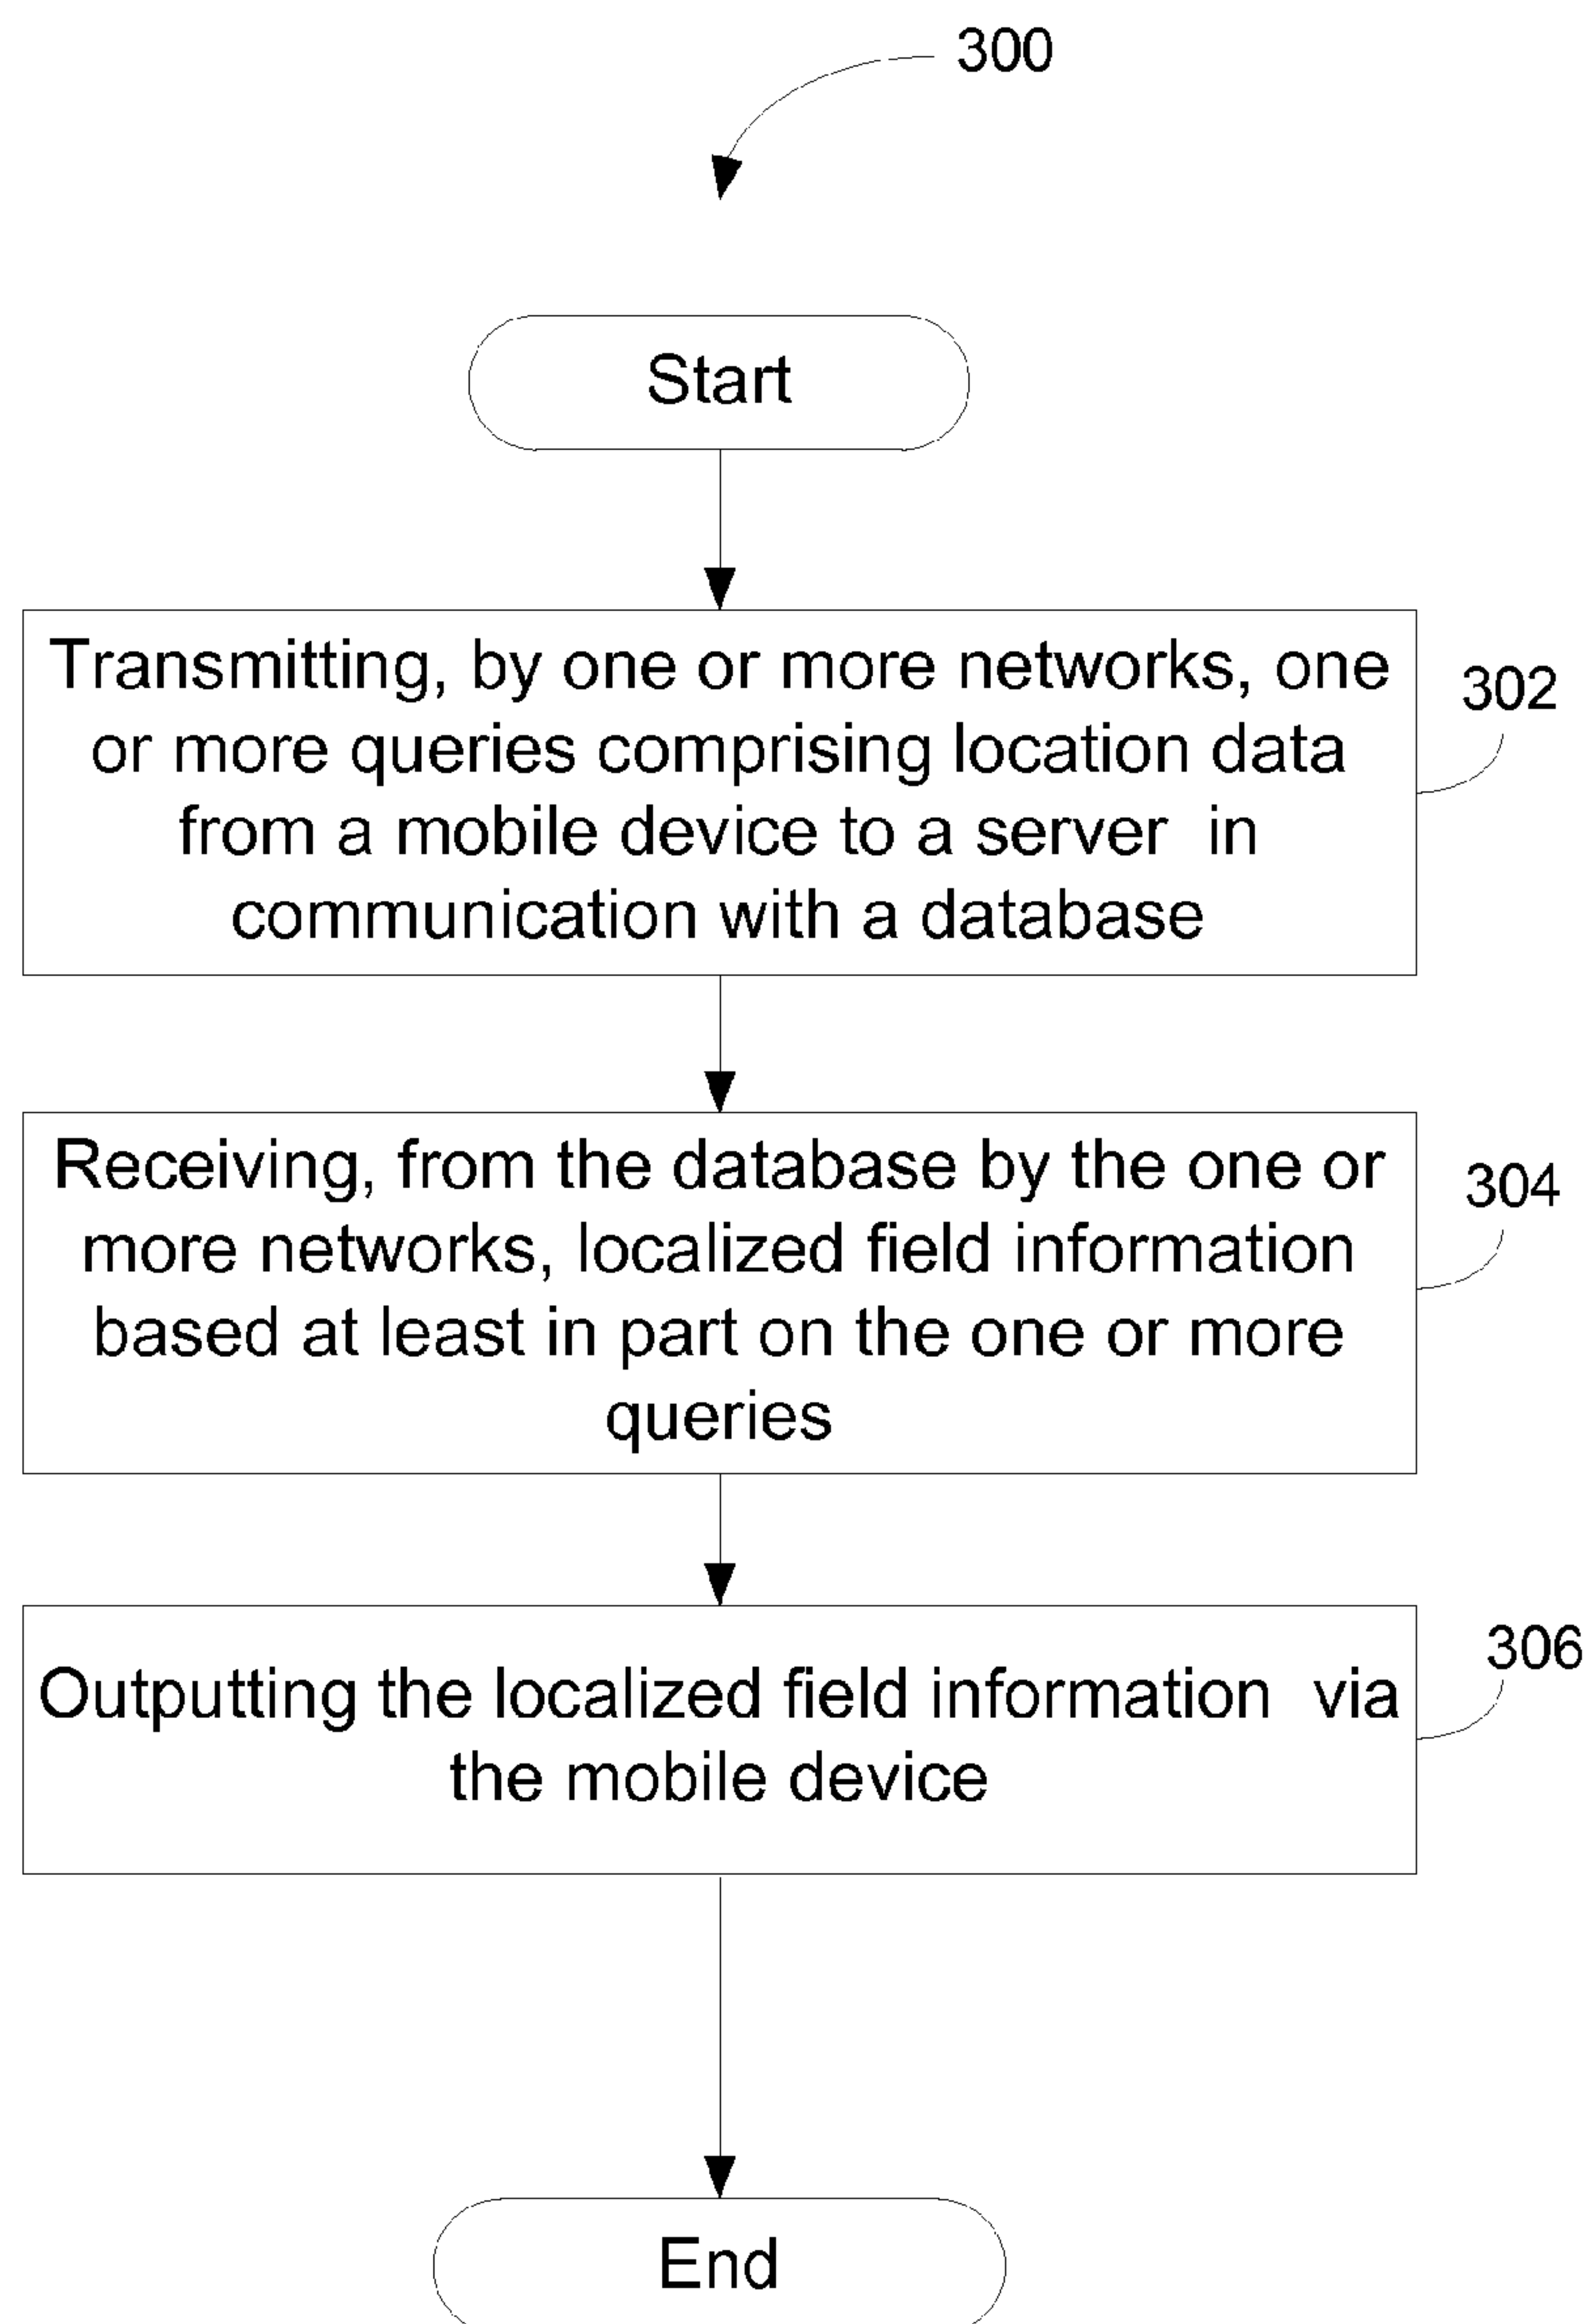 300
Start
Transmitting, by one or more networks, one
or more queries comprising location data
from a mobile device to a server in
communication with a database
302
Receiving, from the database by the one or
more networks, localized field information
based at least in part on the one or more
queries
304
Outputting the localized field information via
the mobile device
306
End